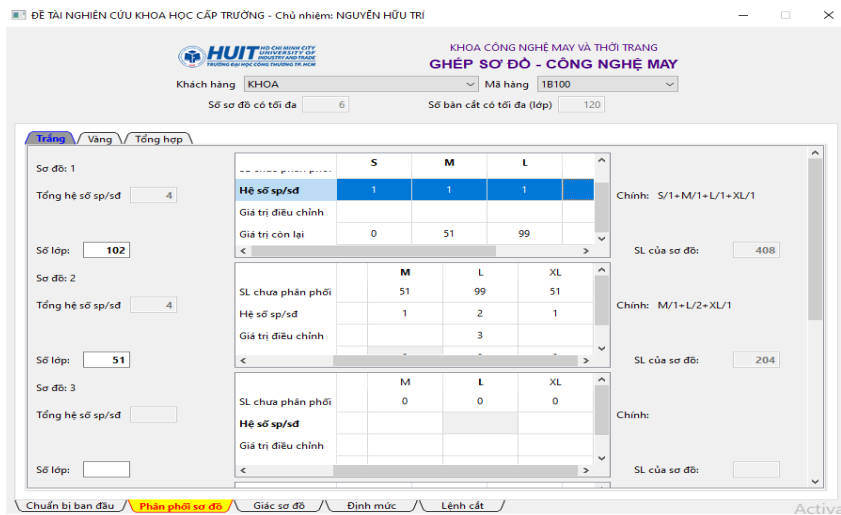 ĐỀ TÀI NGHIÊN CỨU KHOA HỌC CẤP TRƯỜNG - Chủ nhiệm: NGUYỄN HỮU TRÍ
HUIT HO CHI MINH CITY UNIVERSITY OF INDUSTRY AND TRADE
TRƯỜNG ĐẠI HỌC CÔNG THƯƠNG TP. HCM
KHOA CÔNG NGHỆ MAY VÀ THỜI TRANG
GHÉP SƠ ĐỒ - CÔNG NGHỆ MAY
Khách hàng KHOA Mã hàng 1B100
Số sơ đồ có tối đa 6 Số bàn cắt có tối đa (lớp) 120
Trắng Vàng Tổng hợp
Sơ đồ: 1
S M L
Tổng hệ số sp/sđ 4
Hệ số sp/sđ 1 1 1
Chính: S/1+M/1+L/1+XL/1
Giá trị điều chỉnh
Giá trị còn lại 0 51 99
Số lớp: 102
SL của sơ đồ: 408
Sơ đồ: 2
M L XL
SL chưa phân phối 51 99 51
Tổng hệ số sp/sđ 4
Hệ số sp/sđ 1 2 1
Chính: M/1+L/2+XL/1
Giá trị điều chỉnh 3
Số lớp: 51
SL của sơ đồ: 204
Sơ đồ: 3
M L XL
SL chưa phân phối 0 0 0
Tổng hệ số sp/sđ
Hệ số sp/sđ
Chính:
Giá trị điều chỉnh
Số lớp:
SL của sơ đồ:
Chuẩn bị ban đầu Phân phối sơ đồ Giác sơ đồ Định mức Lệnh cắt